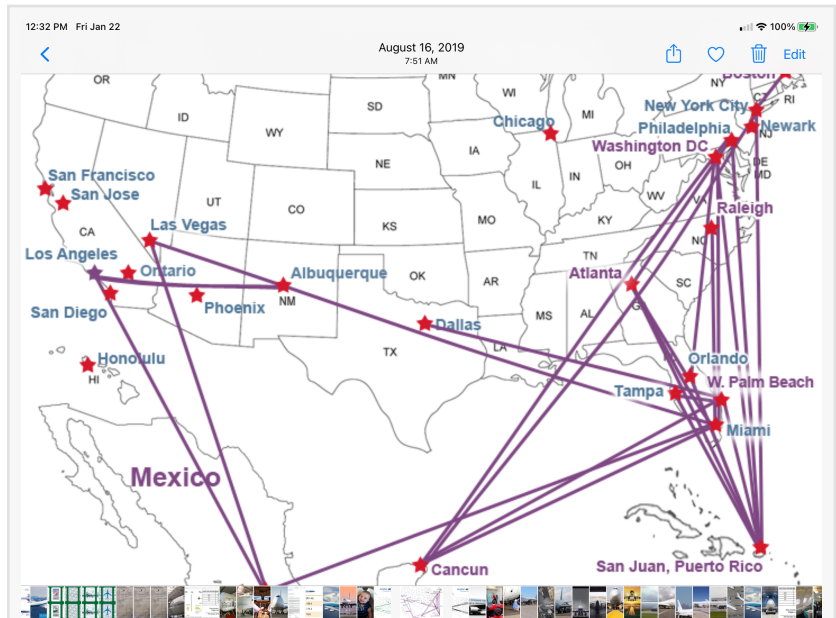 12:32 PM Fri Jan 22
100%
August 16, 2019
7:51 AM
Edit
OR
ID
WY
SD
MN
WI
MI
NY
Boston
CT
RI
New York City
Newark
NJ
Philadelphia
Washington DC
DE
MD
Chicago
IA
NE
IL
IN
OH
WV
VA
San Francisco
San Jose
UT
CO
KS
MO
KY
Raleigh
NC
CA
Las Vegas
Los Angeles
Ontario
Albuquerque
NM
OK
AR
TN
Atlanta
SC
San Diego
Phoenix
Dallas
MS
AL
TX
LA
Honolulu
HI
Orlando
W. Palm Beach
Tampa
Miami
Mexico
Cancun
San Juan, Puerto Rico